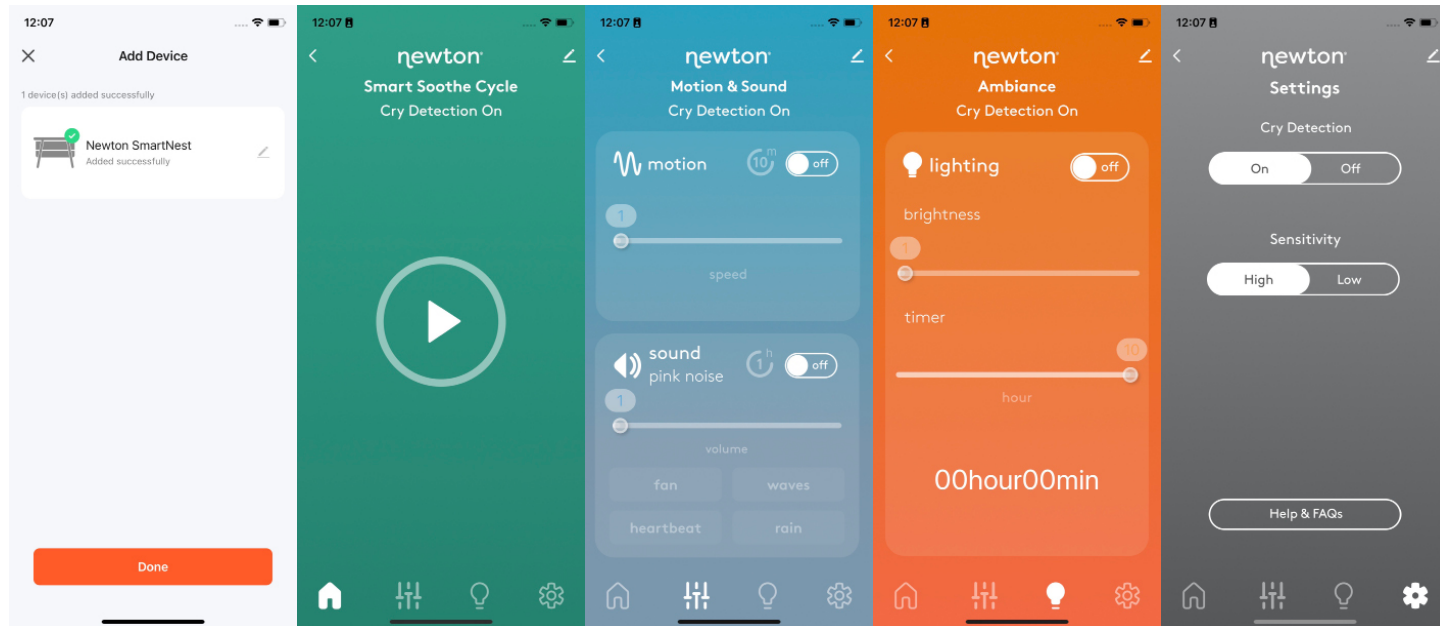 12:07
Add Device
1 device(s) added successfully
Newton SmartNest
Added successfully
Done
12:07
newton
Smart Soothe Cycle
Cry Detection On
12:07
newton
Motion & Sound
Cry Detection On
motion
10 m
off
1
speed
sound
pink noise
1 h
off
1
volume
fan
waves
heartbeat
rain
12:07
newton
Ambiance
Cry Detection On
lighting
off
brightness
1
timer
10
hour
00hour00min
12:07
newton
Settings
Cry Detection
On
Off
Sensitivity
High
Low
Help & FAQs